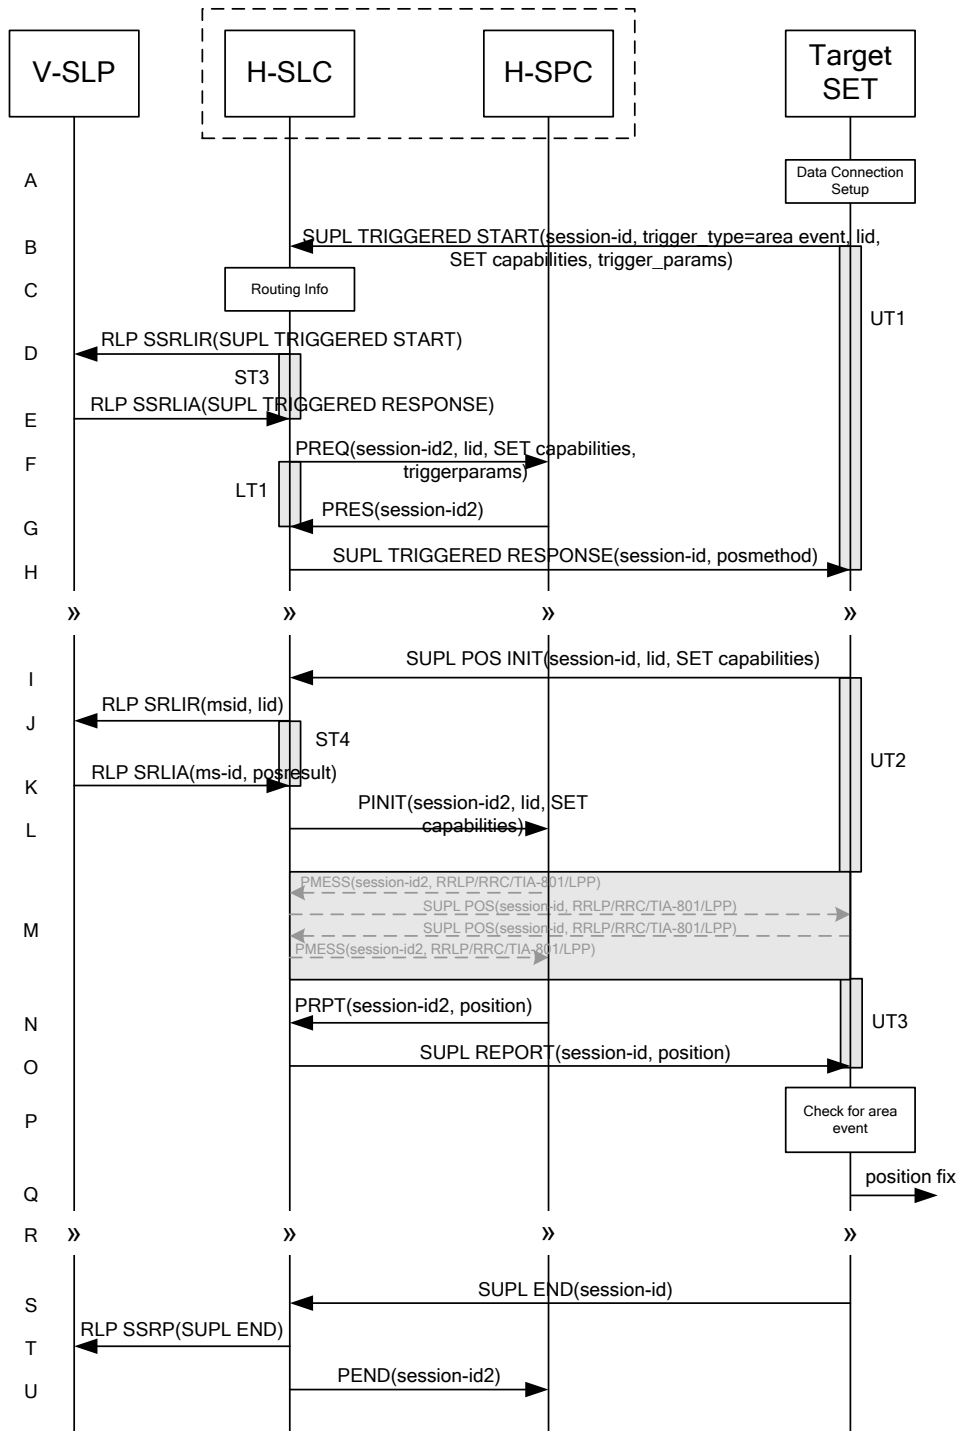 V-SLP
H-SLC
H-SPC
Target
SET
A
Data Connection
Setup
B
SUPL TRIGGERED START(session-id, trigger_type=area event, lid,
SET capabilities, trigger_params)
C
Routing Info
UT1
D
RLP SSRLIR(SUPL TRIGGERED START)
ST3
E
RLP SSRLIA(SUPL TRIGGERED RESPONSE)
F
PREQ(session-id2, lid, SET capabilities,
triggerparams)
LT1
G
PRES(session-id2)
H
SUPL TRIGGERED RESPONSE(session-id, posmethod)
» » » »
I
SUPL POS INIT(session-id, lid, SET capabilities)
J
RLP SRLIR(msid, lid)
ST4
UT2
K
RLP SRLIA(ms-id, posresult)
L
PINIT(session-id2, lid, SET
capabilities)
M
PMESS(session-id2, RRLP/RRC/TIA-801/LPP)
SUPL POS(session-id, RRLP/RRC/TIA-801/LPP)
SUPL POS(session-id, RRLP/RRC/TIA-801/LPP)
PMESS(session-id2, RRLP/RRC/TIA-801/LPP)
N
PRPT(session-id2, position)
UT3
O
SUPL REPORT(session-id, position)
P
Check for area
event
Q
position fix
R » » » »
S
SUPL END(session-id)
T
RLP SSRP(SUPL END)
U
PEND(session-id2)